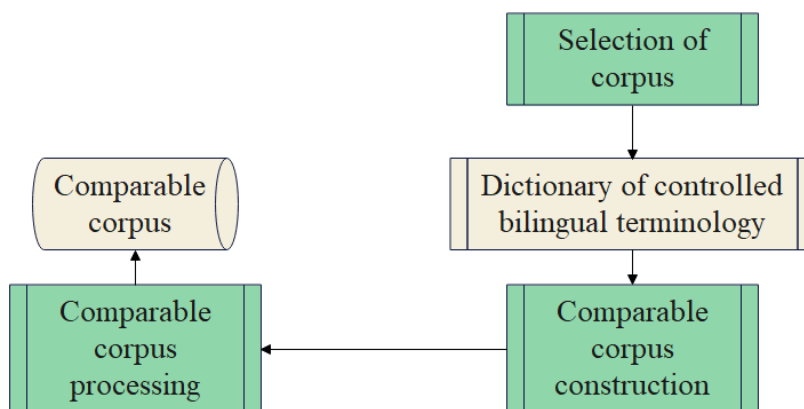 Selection of
corpus
Dictionary of controlled
bilingual terminology
Comparable
corpus
construction
Comparable
corpus
processing
Comparable
corpus